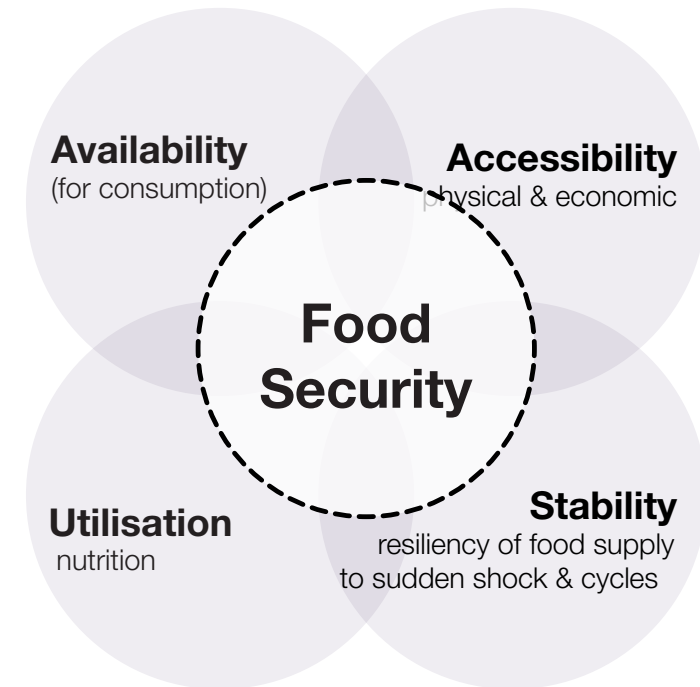 Availability
(for consumption)
Accessibility
physical & economic
Food
Security
Utilisation
nutrition
Stability
resiliency of food supply
to sudden shock & cycles